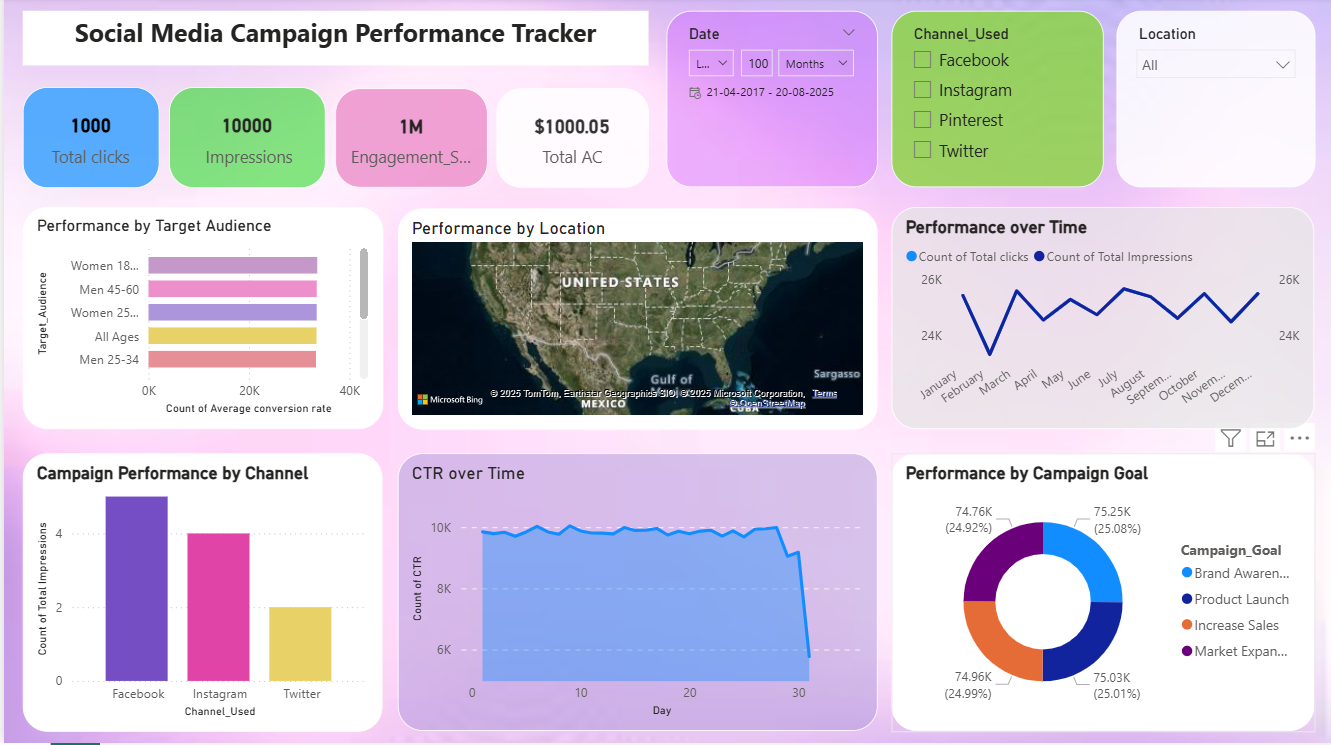 Social Media Campaign Performance Tracker
1000
Total clicks
10000
Impressions
1M
Engagement_S...
$1000.05
Total AC
Date
L...
100
Months
21-04-2017 - 20-08-2025
Channel_Used
Facebook
Instagram
Pinterest
Twitter
Location
All
Performance by Target Audience
Target_Audience
Women 18...
Men 45-60
Women 25...
All Ages
Men 25-34
0K 20K 40K
Count of Average conversion rate
Performance by Location
UNITED STATES
Gulf of
Sargasso
MEXICO
CUBA
Microsoft Bing
© 2025 TomTom, Earthstar Geographics SIO, © 2025 Microsoft Corporation, Terms
© OpenStreetMap
Performance over Time
Count of Total clicks Count of Total Impressions
26K 26K
24K 24K
January February March April May June July August Septem... October Novem... Decem...
Campaign Performance by Channel
Count of Total Impressions
4
2
0
Facebook Instagram Twitter
Channel_Used
CTR over Time
Count of CTR
10K
8K
6K
0 10 20 30
Day
Performance by Campaign Goal
74.76K
(24.92%)
75.25K
(25.08%)
74.96K
(24.99%)
75.03K
(25.01%)
Campaign_Goal
Brand Awaren...
Product Launch
Increase Sales
Market Expan...